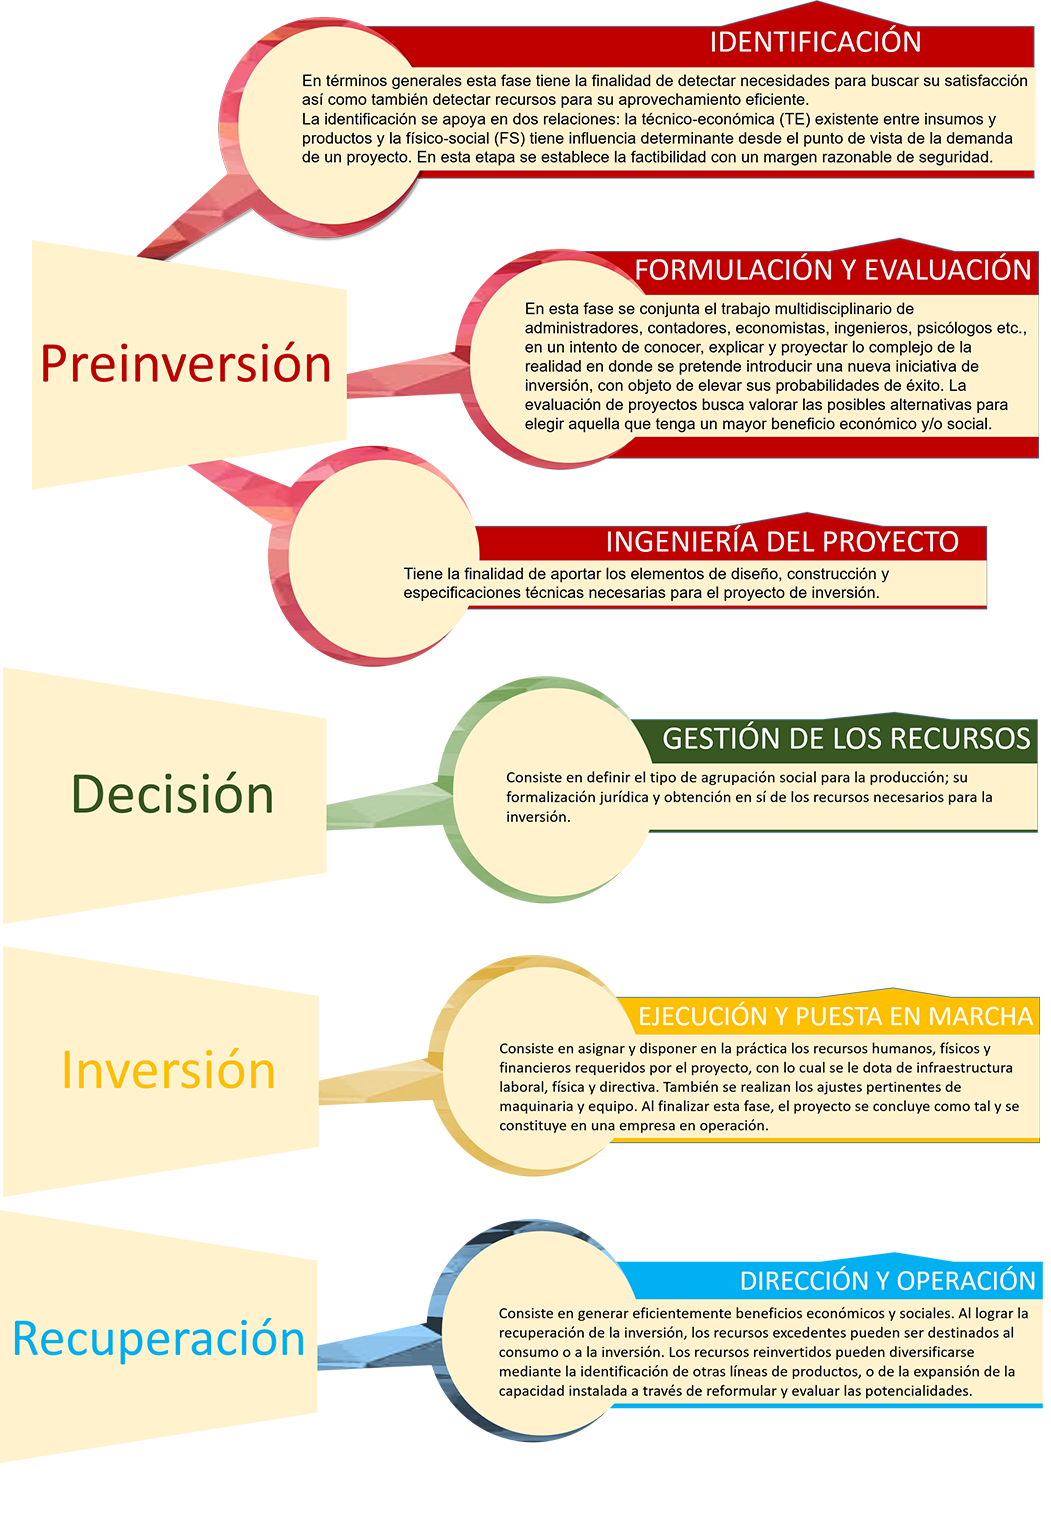 IDENTIFICACIÓN
En términos generales esta fase tiene la finalidad de detectar necesidades para buscar su satisfacción
así como también detectar recursos para su aprovechamiento eficiente.
La identificación se apoya en dos relaciones: la técnico-económica (TE) existente entre insumos y
productos y la físico-social (FS) tiene influencia determinante desde el punto de vista de la demanda
de un proyecto. En esta etapa se establece la factibilidad con un margen razonable de seguridad.
Preinversión
FORMULACIÓN Y EVALUACIÓN
En esta fase se conjunta el trabajo multidisciplinario de
administradores, contadores, economistas, ingenieros, psicólogos etc.,
en un intento de conocer, explicar y proyectar lo complejo de la
realidad en donde se pretende introducir una nueva iniciativa de
inversión, con objeto de elevar sus probabilidades de éxito. La
evaluación de proyectos busca valorar las posibles alternativas para
elegir aquella que tenga un mayor beneficio económico y/o social.
INGENIERÍA DEL PROYECTO
Tiene la finalidad de aportar los elementos de diseño, construcción y
especificaciones técnicas necesarias para el proyecto de inversión.
Decisión
GESTIÓN DE LOS RECURSOS
Consiste en definir el tipo de agrupación social para la producción; su
formalización jurídica y obtención en sí de los recursos necesarios para la
inversión.
Inversión
EJECUCIÓN Y PUESTA EN MARCHA
Consiste en asignar y disponer en la práctica los recursos humanos, físicos y
financieros requeridos por el proyecto, con lo cual se le dota de infraestructura
laboral, física y directiva. También se realizan los ajustes pertinentes de
maquinaria y equipo. Al finalizar esta fase, el proyecto se concluye como tal y se
constituye en una empresa en operación.
Recuperación
DIRECCIÓN Y OPERACIÓN
Consiste en generar eficientemente beneficios económicos y sociales. Al lograr la
recuperación de la inversión, los recursos excedentes pueden ser destinados al
consumo o a la inversión. Los recursos reinvertidos pueden diversificarse
mediante la identificación de otras líneas de productos, o de la expansión de la
capacidad instalada a través de reformular y evaluar las potencialidades.